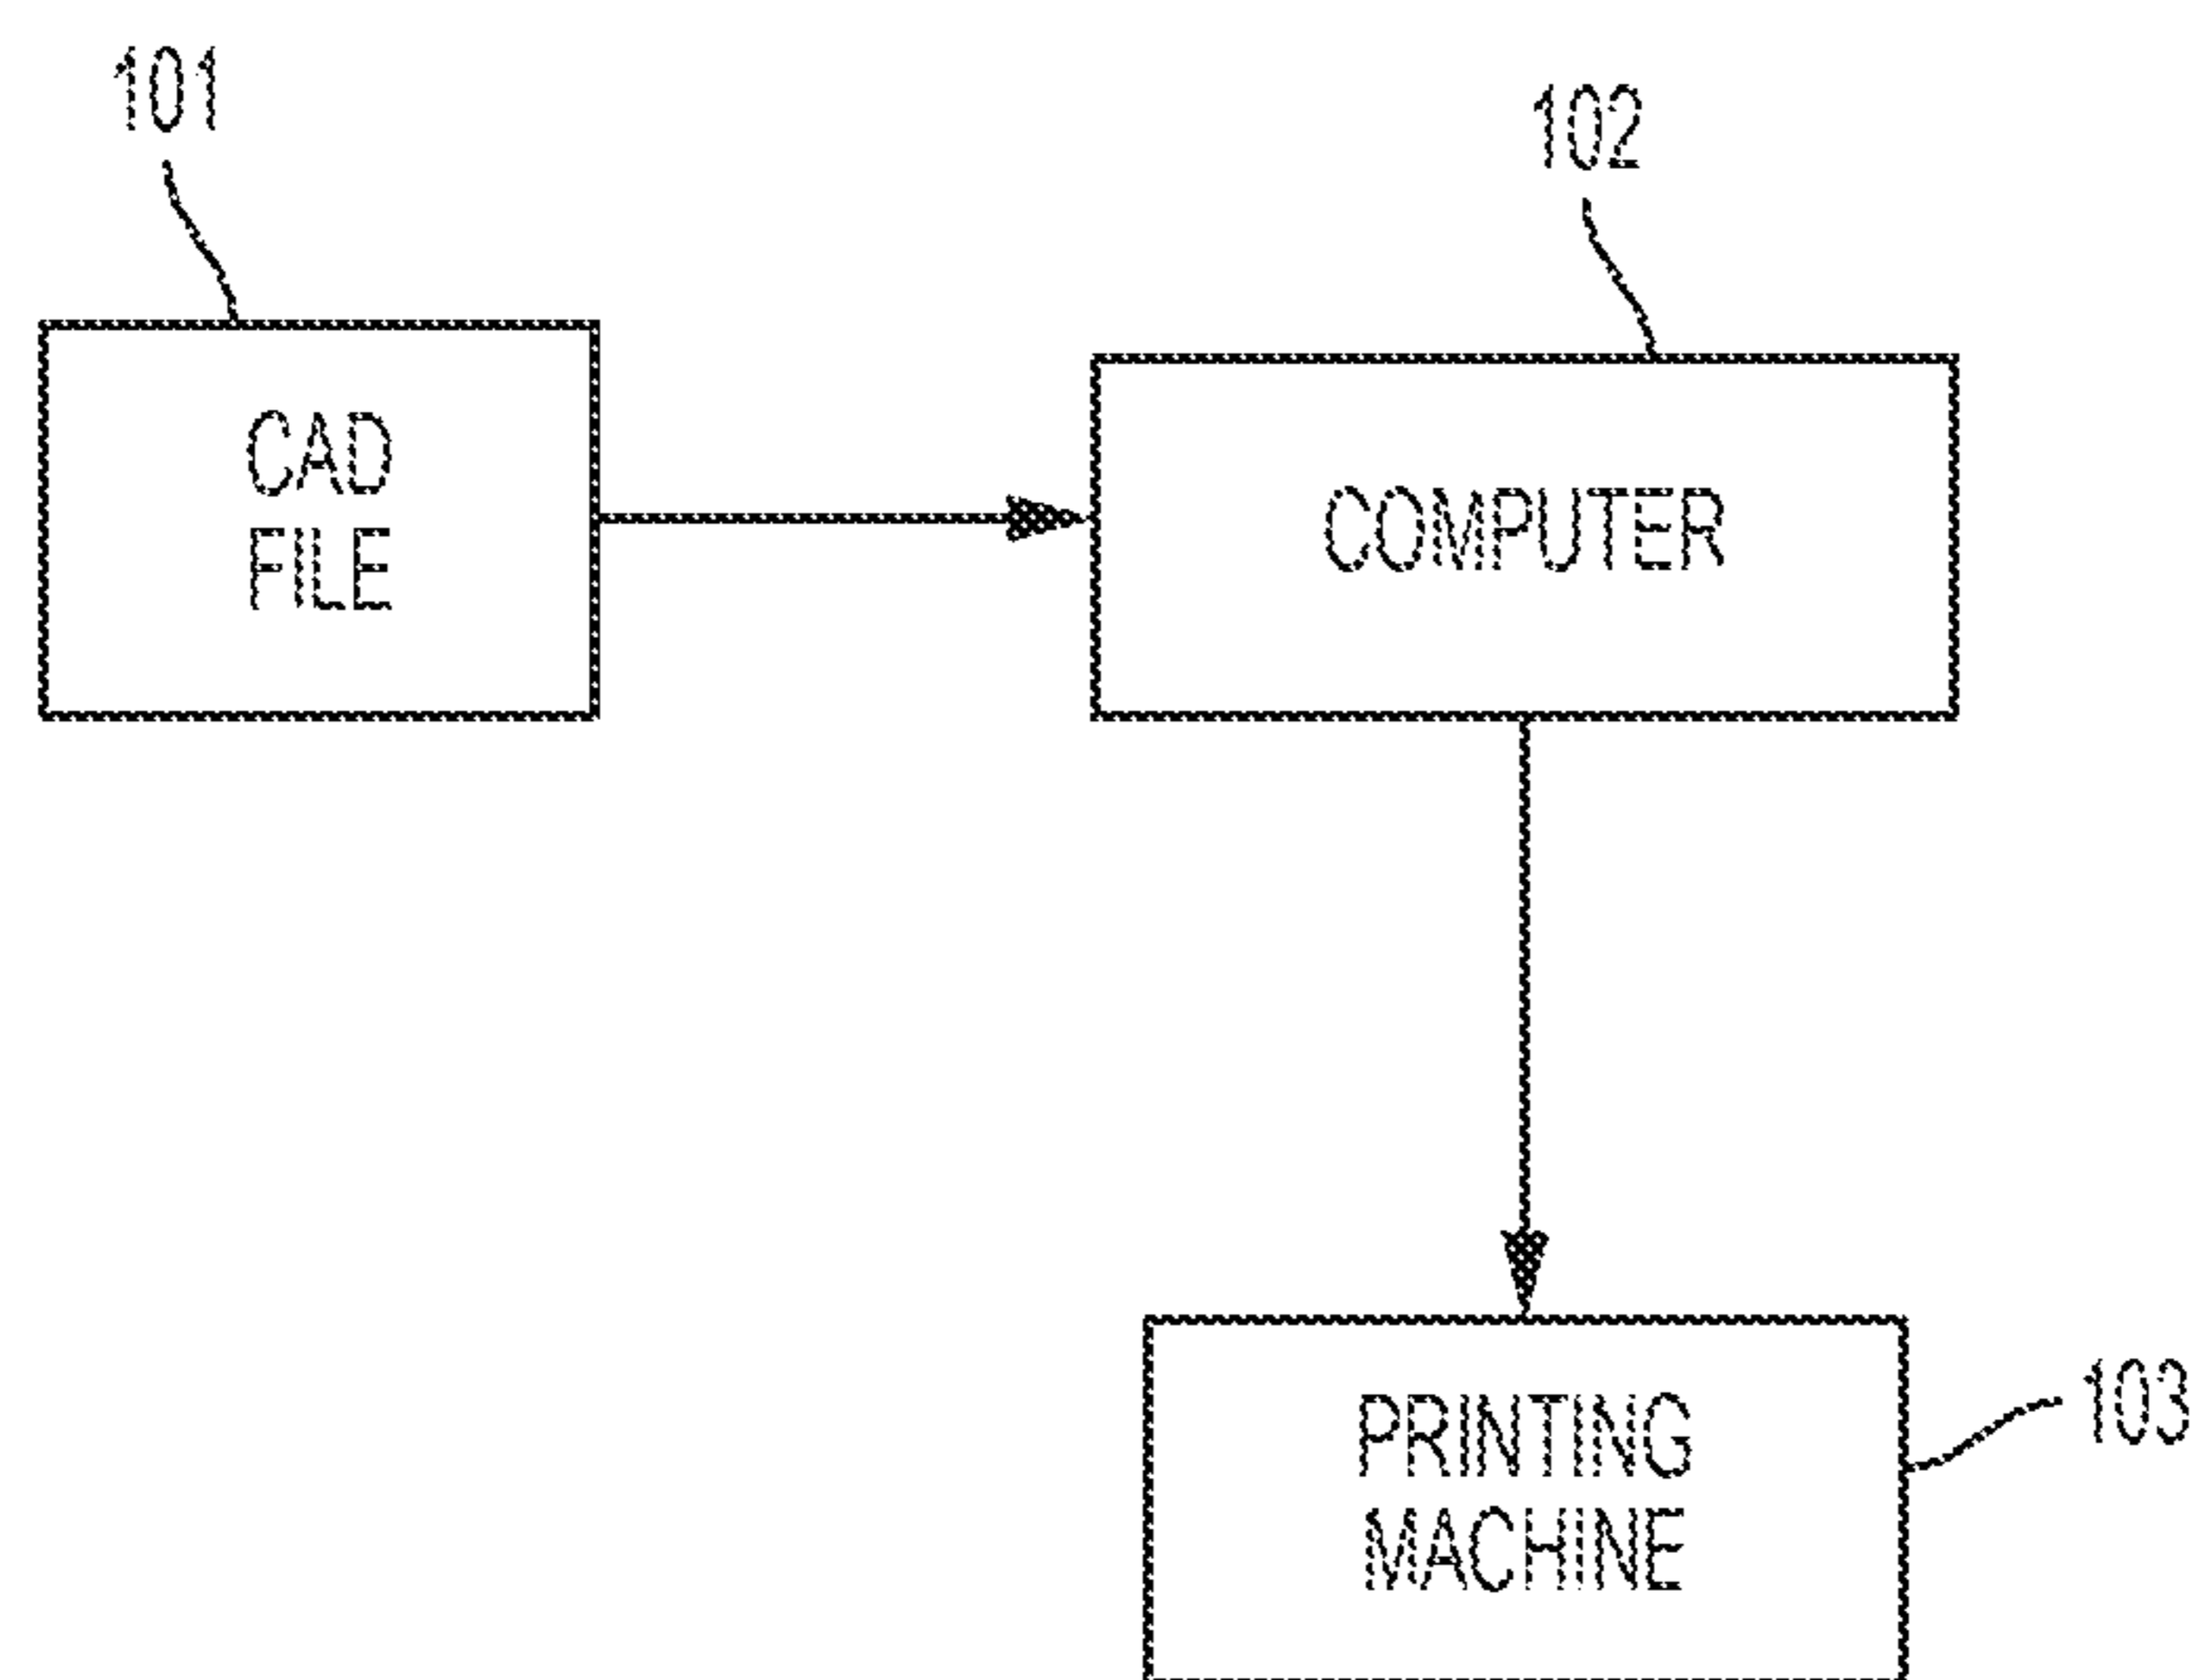 101
102
CAD
FILE
COMPUTER
103
PRINTING
MACHINE